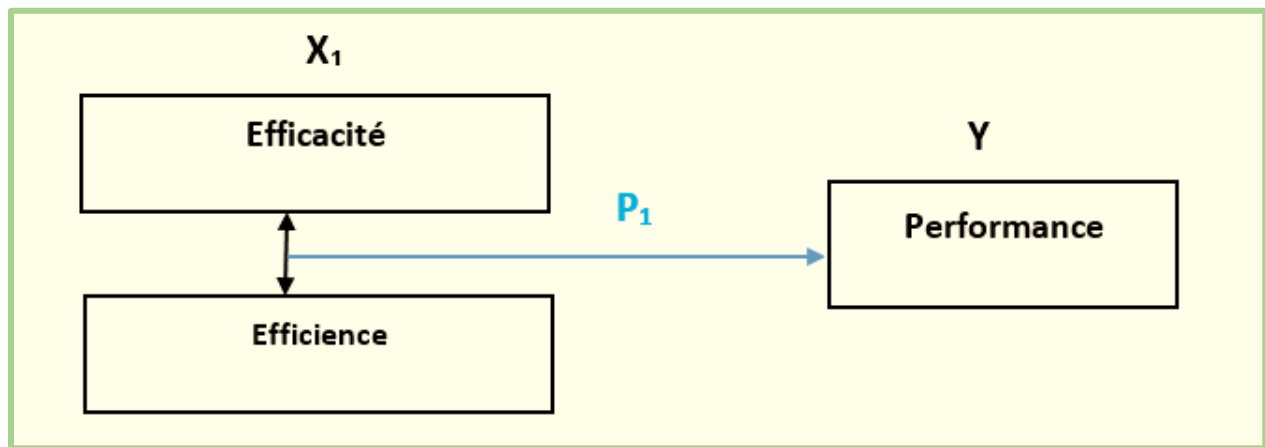 X₁
Efficacité
Y
P₁
Performance
Efficience